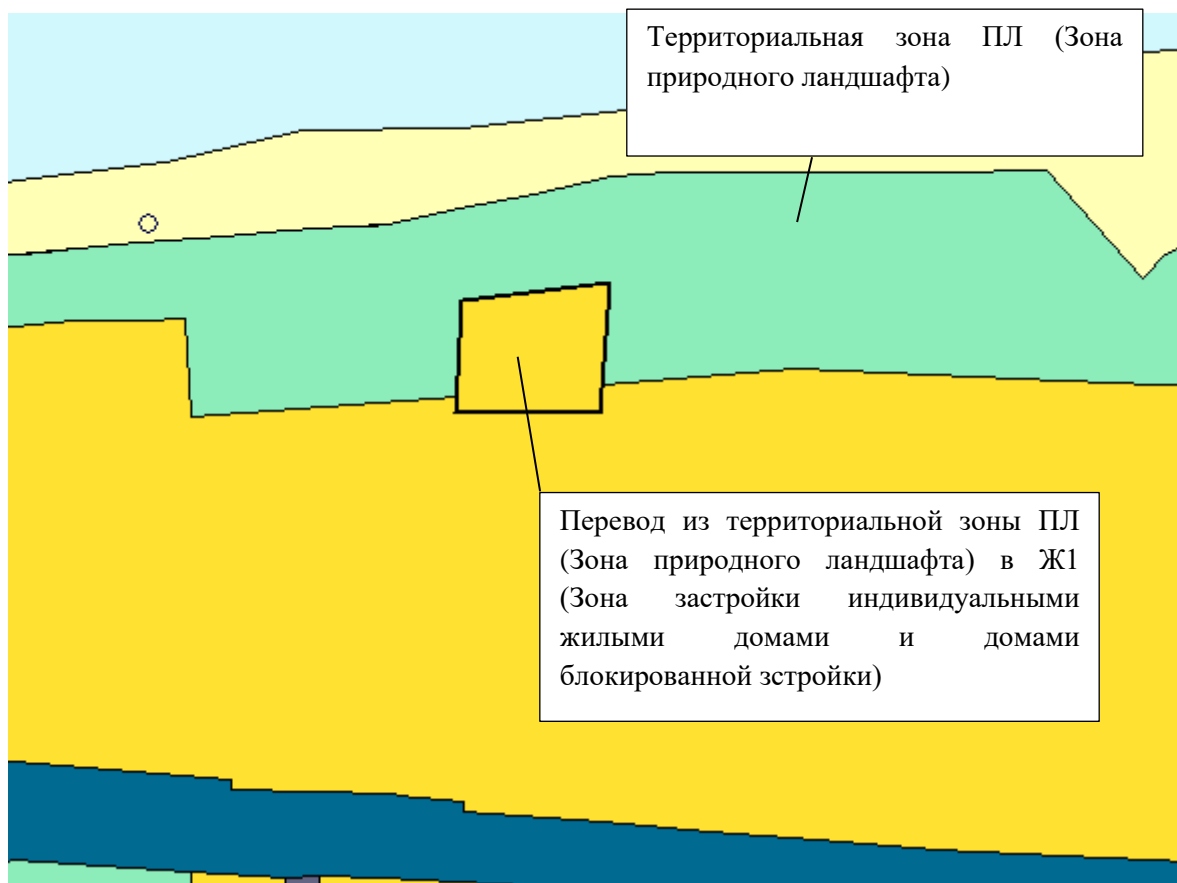 Территориальная зона ПЛ (Зона
природного ландшафта)
Перевод из территориальной зоны ПЛ
(Зона природного ландшафта) в Ж1
(Зона застройки индивидуальными
жилыми домами и домами
блокированной зстройки)